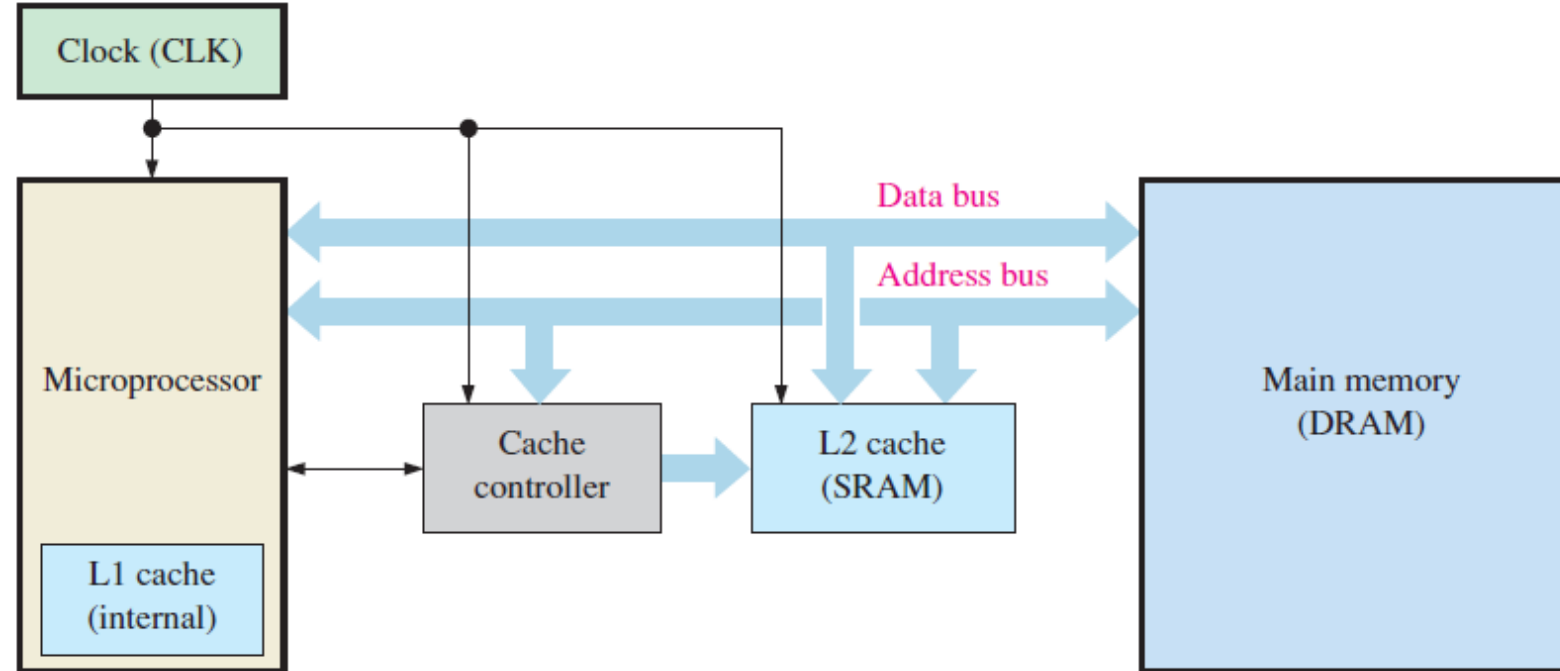 Clock (CLK)
Data bus
Address bus
Microprocessor
Main memory
(DRAM)
Cache
controller
L2 cache
(SRAM)
L1 cache
(internal)